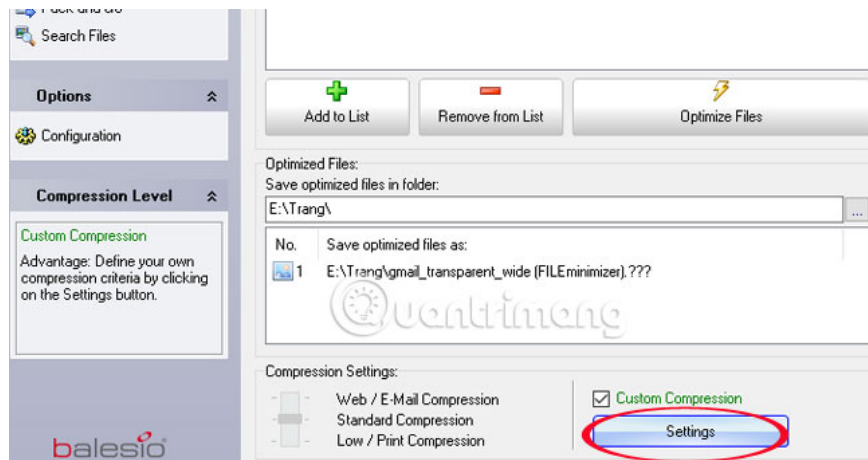 Pack and Go
Search Files
Options
Configuration
Compression Level
Custom Compression
Advantage: Define your own
compression criteria by clicking
on the Settings button.
balesio
Add to List
Remove from List
Optimize Files
Optimized Files:
Save optimized files in folder:
E:\Trang\
...
No. Save optimized files as:
1 E:\Trang\gmail_transparent_wide (FILEminimizer).???
Quantrimang
Compression Settings:
Web / E-Mail Compression
Standard Compression
Low / Print Compression
Custom Compression
Settings